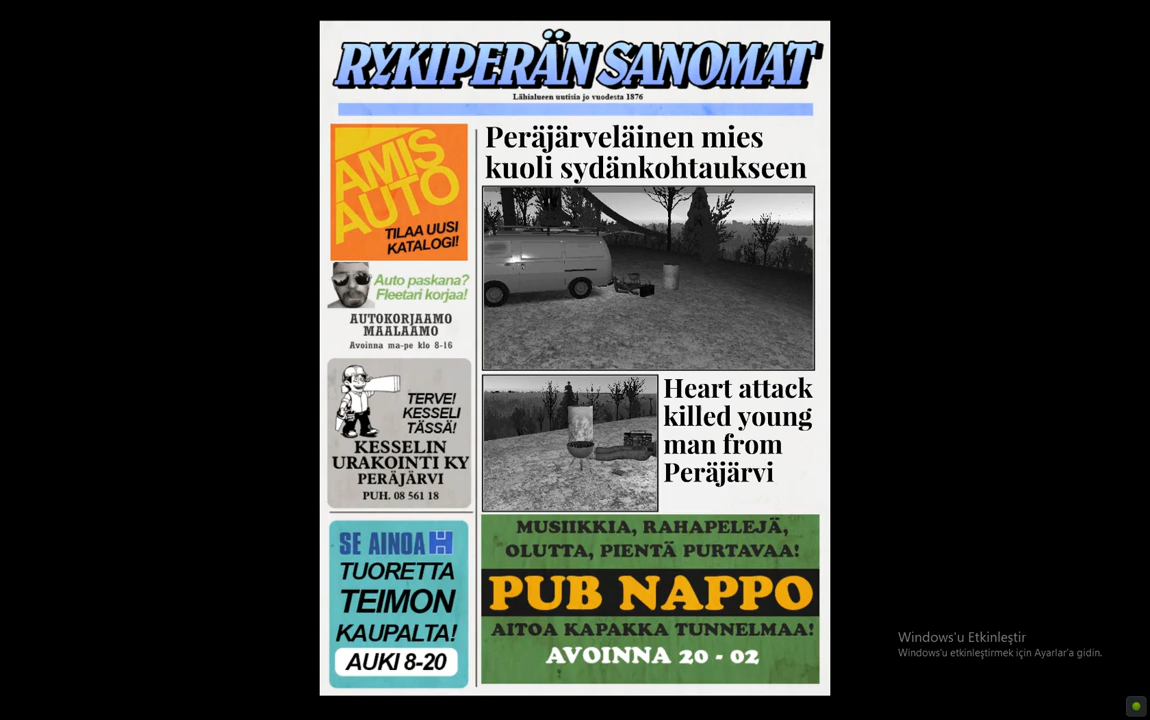 RYKIPERÄN SANOMAT
Lähialueen uutisia jo vuodesta 1876
AMIS
AUTO
TILAA UUSI
KATALOGI!
Auto paskana?
Fleetari korjaa!
AUTOKORJAAMO
MAALAAMO
Avoinna ma-pe klo 8-16
TERVE!
KESSELI
TÄSSÄ!
KESSELIN
URAKOINTI KY
PERÄJÄRVI
PUH. 08 561 18
SE AINOA H
TUORETTA
TEIMON
KAUPALTA!
AUKI 8-20
Peräjärveläinen mies
kuoli sydänkohtaukseen
Heart attack
killed young
man from
Peräjärvi
MUSIIKKIA, RAHAPELEJÄ,
OLUTTA, PIENTÄ PURTAVAA!
PUB NAPPO
AITOA KAPAKKA TUNNELMAA!
AVOINNA 20 - 02
Windows'u Etkinleştir
Windows'u etkinleştirmek için Ayarlar'a gidin.